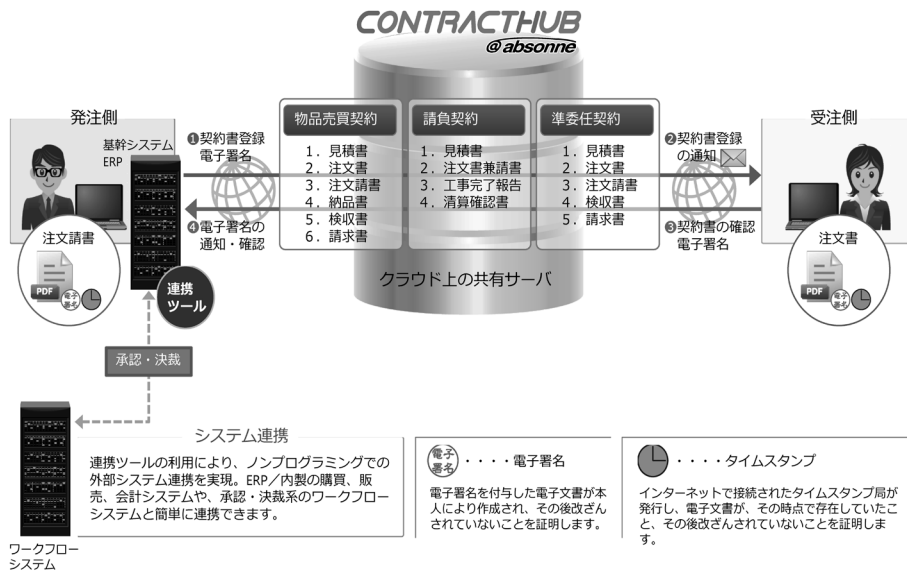 CONTRACTHUB
@absonne
発注側
基幹システム
ERP
❶契約書登録
電子署名
物品売買契約
1．見積書
2．注文書
3．注文請書
4．納品書
5．検収書
6．請求書
請負契約
1．見積書
2．注文書兼請書
3．工事完了報告
4．清算確認書
準委任契約
1．見積書
2．注文書
3．注文請書
4．検収書
5．請求書
❷契約書登録
の通知
受注側
❹電子署名の
通知・確認
❸契約書の確認
電子署名
クラウド上の共有サーバ
注文請書
PDF
電子
署名
連携
ツール
注文書
PDF
電子
署名
承認・決裁
ワークフロー
システム
システム連携
連携ツールの利用により、ノンプログラミングでの
外部システム連携を実現。ERP／内製の購買、販
売、会計システムや、承認・決裁系のワークフロー
システムと簡単に連携できます。
電子
署名
・・・・電子署名
電子署名を付与した電子文書が本
人により作成され、その後改ざん
されていないことを証明します。
・・・・タイムスタンプ
インターネットで接続されたタイムスタンプ局が
発行し、電子文書が、その時点で存在していたこ
と、その後改ざんされていないことを証明しま
す。